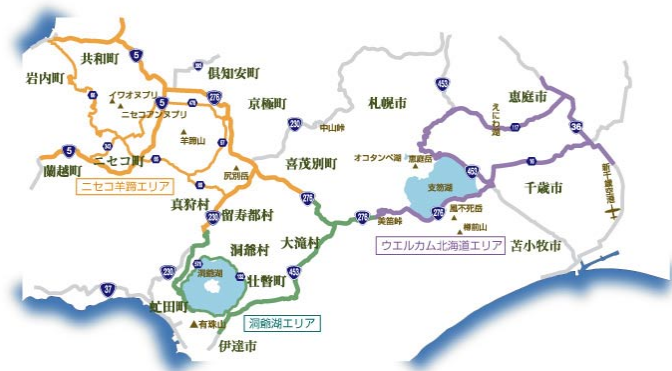 共和町
5
岩内町
倶知安町
276
イワオヌプリ
ニセコアンヌプリ
5
京極町
羊蹄山
230
中山峠
札幌市
453
恵庭市
えにわ湖
36
5
ニセコ町
蘭越町
ニセコ羊蹄エリア
尻別岳
喜茂別町
オコタンペ湖
恵庭岳
453
支笏湖
千歳市
新千歳空港
真狩村
230
留寿都村
276
276
美笛峠
276
風不死岳
樽前山
ウエルカム北海道エリア
苫小牧市
洞爺村
大滝村
230
洞爺湖
壮瞥町
453
37
虻田町
有珠山
洞爺湖エリア
伊達市